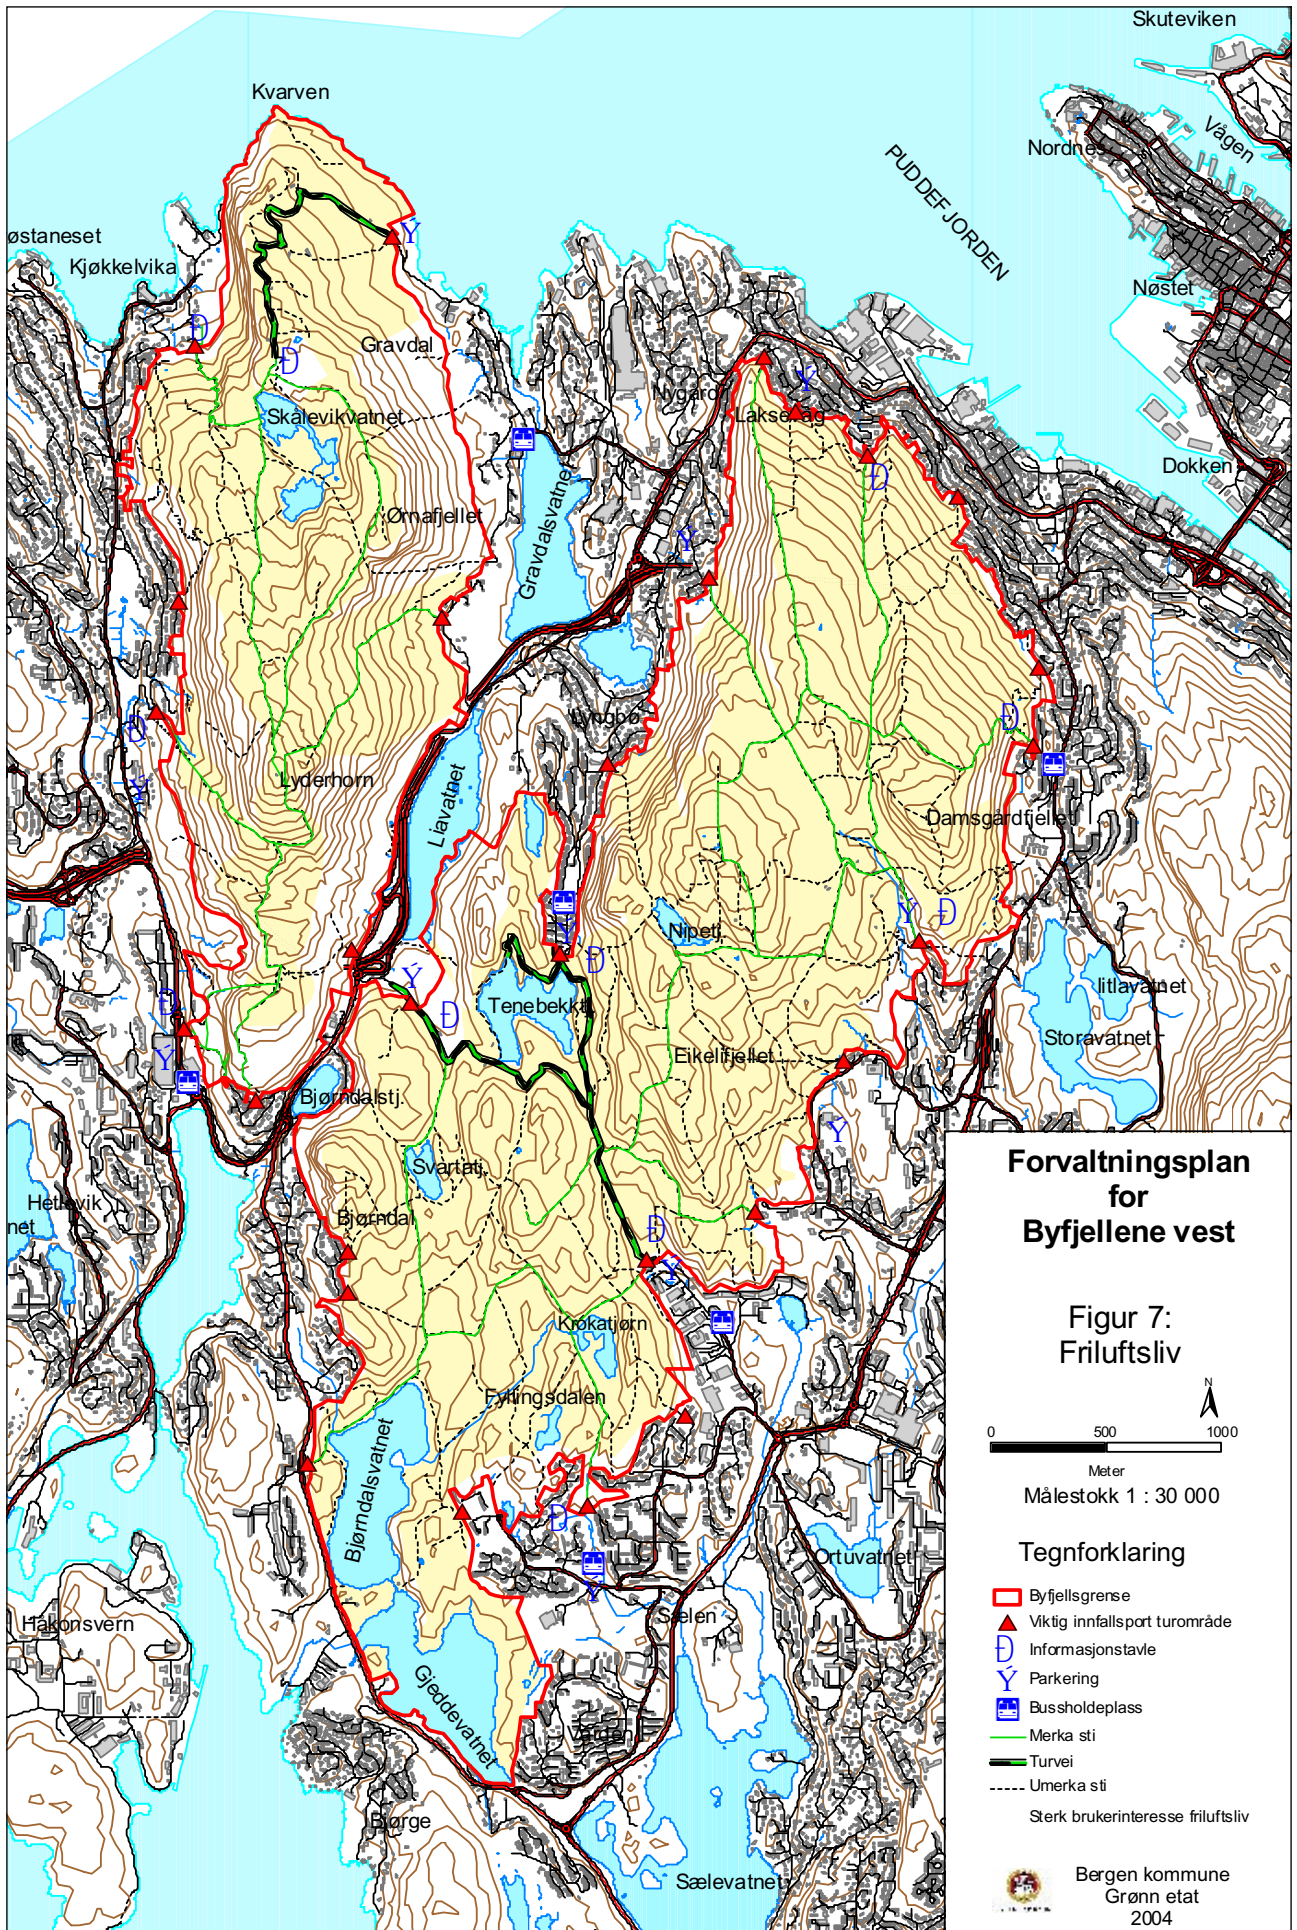 Skuteviken
Kvarven
Vågen
Nordnes
PUDDEFJORDEN
østaneset
Kjøkkelvika
Ý
Nøstet
Đ
Gravdal
Đ
Nygård
Ý
Skålevikvatnet
Laksevåg
Dokken
Đ
Ørnafjellet
Gravdalsvatnet
Ý
Lyngbø
Đ
Đ
Lyderhorn
Ý
Liavatnet
Damsgårdfjellet
Ý
Đ
Nipetj.
Ý
Đ
Ý
Đ
Tenebekktj.
litlavatnet
Đ
Storavatnet
Ý
Eikelifjellet
Bjørndalstj.
Ý
Svartatj.
Hetlevik
net
Bjørndal
Đ
Ý
Krokatjørn
Fyllingsdalen
Bjørndalsvatnet
Đ
Ý
Ortuvatnet
Sælen
Håkonsvern
Gjeddevatnet
Varden
Bjørge
Sælevatnet
Forvaltningsplan
for
Byfjellene vest
Figur 7:
Friluftsliv
N
0 500 1000
Meter
Målestokk 1 : 30 000
Tegnforklaring
Byfjellsgrense
Viktig innfallsport turområde
Đ Informasjonstavle
Ý Parkering
Bussholdeplass
Merka sti
Turvei
Umerka sti
Sterk brukerinteresse friluftsliv
Bergen kommune
Grønn etat
2004